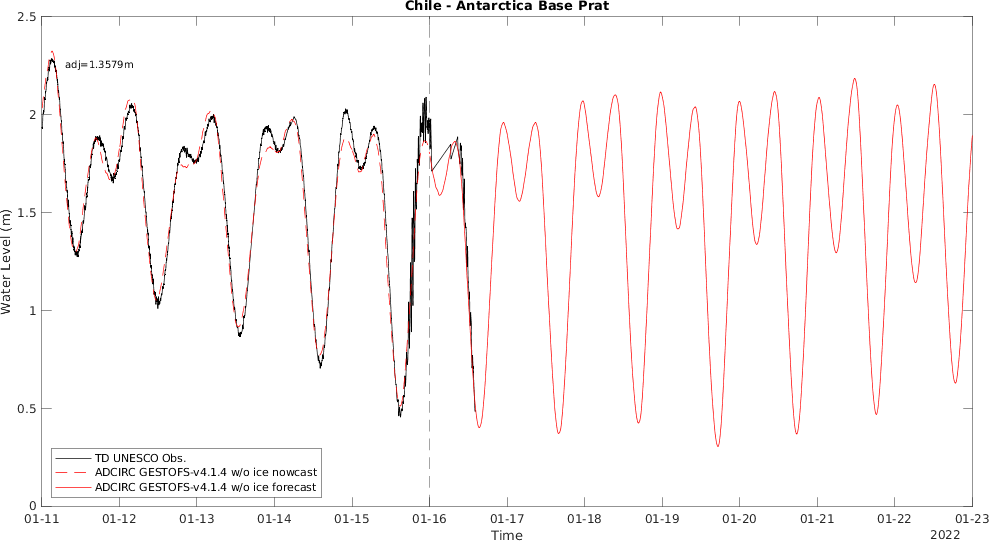 Chile - Antarctica Base Prat
2.5
2
1.5
1
0.5
0
Water Level (m)
adj=1.3579m
TD UNESCO Obs.
ADCIRC GESTOFS-v4.1.4 w/o ice nowcast
ADCIRC GESTOFS-v4.1.4 w/o ice forecast
01-11 01-12 01-13 01-14 01-15 01-16 01-17 01-18 01-19 01-20 01-21 01-22 01-23
Time
2022